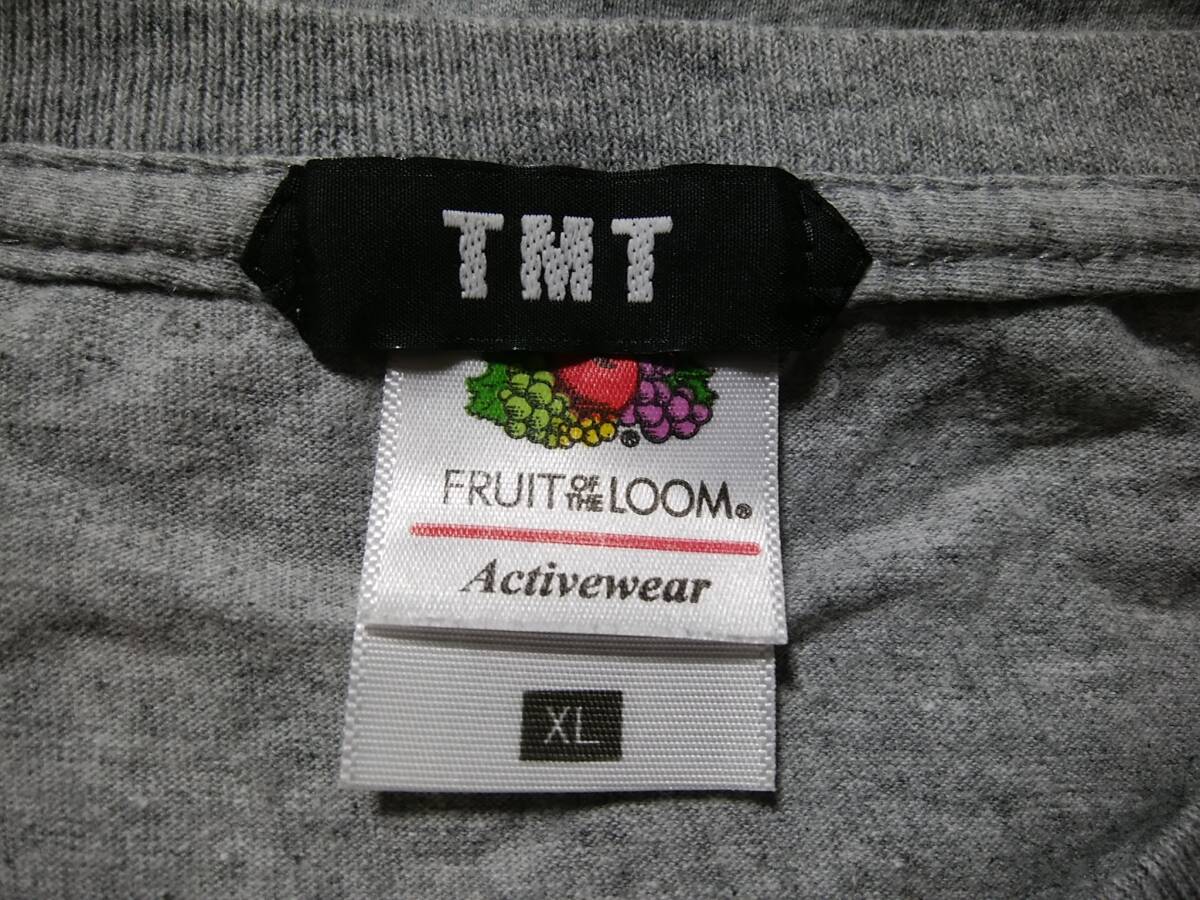 TMT
FRUIT OF THE LOOM®
Activewear
XL